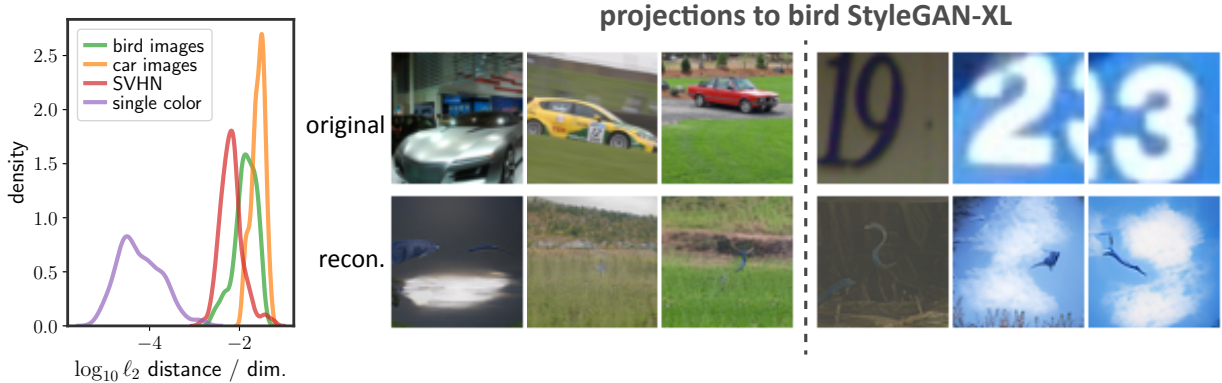 projections to bird StyleGAN-XL
bird images
car images
SVHN
single color
density
2.5
2.0
1.5
1.0
0.5
0.0
−4
−2
log₁₀ ℓ₂ distance / dim.
original
recon.
19
2
3